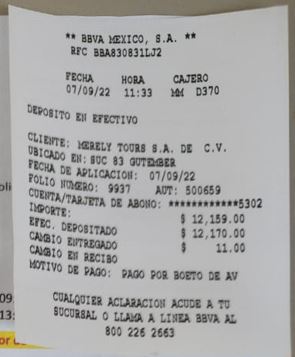 ** BBVA MEXICO, S.A. **
RFC BBA830831LJ2
FECHA HORA CAJERO
07/09/22 11:33 MM D370
DEPOSITO EN EFECTIVO
CLIENTE: MERELY TOURS S.A. DE C.V.
UBICADO EN: SUC 83 GUTEMBER
FECHA DE APLICACION: 07/09/22
FOLIO NUMERO: 9937 AUT: 500659
CUENTA/TARJETA DE ABONO: ************5302
IMPORTE: $ 12,159.00
EFEC. DEPOSITADO $ 12,170.00
CAMBIO ENTREGADO $ 11.00
CAMBIO EN RECIBO
MOTIVO DE PAGO: PAGO POR BOETO DE AV
CUALQUIER ACLARACION ACUDE A TU
SUCURSAL O LLAMA A LINEA BBVA AL
800 226 2663